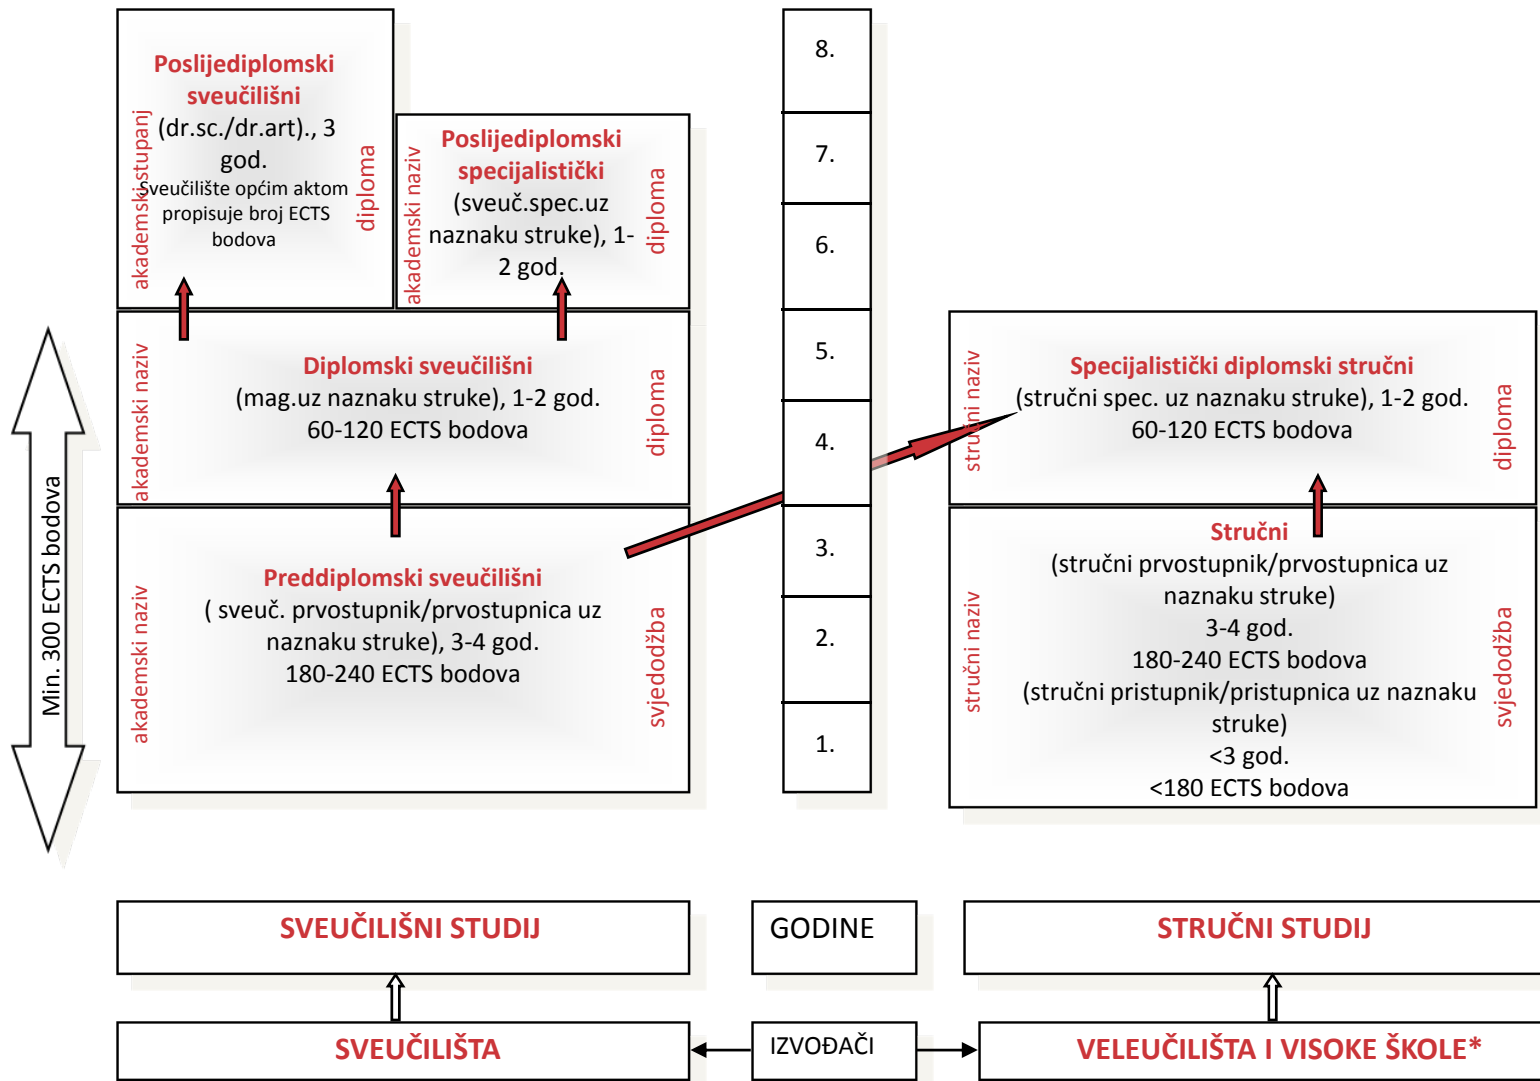 Poslijediplomski
sveučilišni
(dr.sc./dr.art)., 3
god.
Sveučilište općim aktom
propisuje broj ECTS
bodova
akademski stupanj
diploma
Poslijediplomski
specijalistički
(sveuč.spec.uz
naznaku struke), 1-
2 god.
akademski naziv
diploma
Diplomski sveučilišni
(mag.uz naznaku struke), 1-2 god.
60-120 ECTS bodova
akademski naziv
diploma
Preddiplomski sveučilišni
( sveuč. prvostupnik/prvostupnica uz
naznaku struke), 3-4 god.
180-240 ECTS bodova
akademski naziv
svjedodžba
Min. 300 ECTS bodova
8.
7.
6.
5.
4.
3.
2.
1.
Specijalistički diplomski stručni
(stručni spec. uz naznaku struke), 1-2 god.
60-120 ECTS bodova
stručni naziv
diploma
Stručni
(stručni prvostupnik/prvostupnica uz
naznaku struke)
3-4 god.
180-240 ECTS bodova
(stručni pristupnik/pristupnica uz naznaku
struke)
<3 god.
<180 ECTS bodova
stručni naziv
svjedodžba
SVEUČILIŠNI STUDIJ
GODINE
STRUČNI STUDIJ
SVEUČILIŠTA
IZVOĐAČI
VELEUČILIŠTA I VISOKE ŠKOLE*